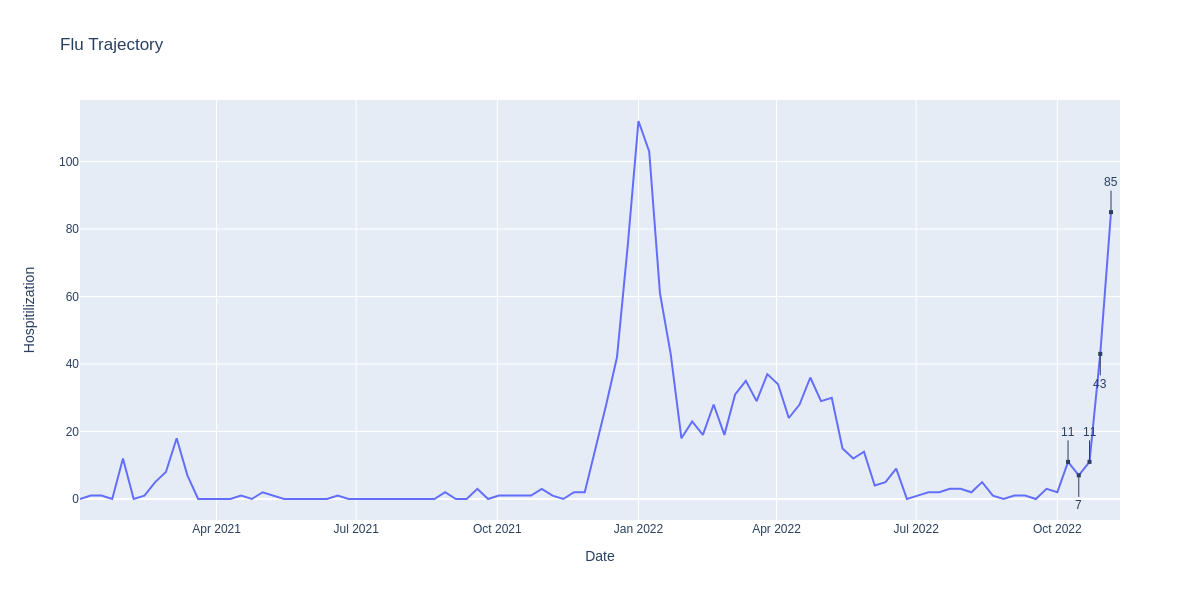 Flu Trajectory
Hospitilization
100
80
60
40
20
0
85
43
11
11
7
Apr 2021
Jul 2021
Oct 2021
Jan 2022
Apr 2022
Jul 2022
Oct 2022
Date